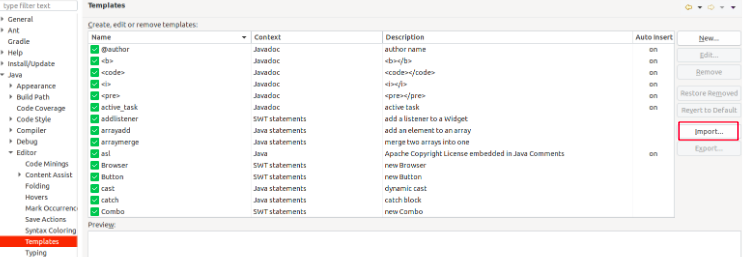 type filter text
General
Ant
Gradle
Help
Install/Update
Java
Appearance
Build Path
Code Coverage
Code Style
Compiler
Debug
Editor
Code Minings
Content Assist
Folding
Hovers
Mark Occurrence
Save Actions
Syntax Coloring
Templates
Typing
Templates
Create, edit or remove templates:
Name Context Description Auto Insert
@author Javadoc author name on
<b> Javadoc <b></b> on
<code> Javadoc <code></code> on
<i> Javadoc <i></i> on
<pre> Javadoc <pre></pre> on
active_task Javadoc active task on
addlistener SWT statements add a listener to a Widget
arrayadd Java statements add an element to an array
arraymerge Java statements merge two arrays into one
asl Java Apache Copyright License embedded in Java Comments on
Browser SWT statements new Browser
Button SWT statements new Button
cast Java statements dynamic cast
catch Java statements catch block
Combo SWT statements new Combo
Preview:
New...
Edit...
Remove
Restore Removed
Revert to Default
Import...
Export...